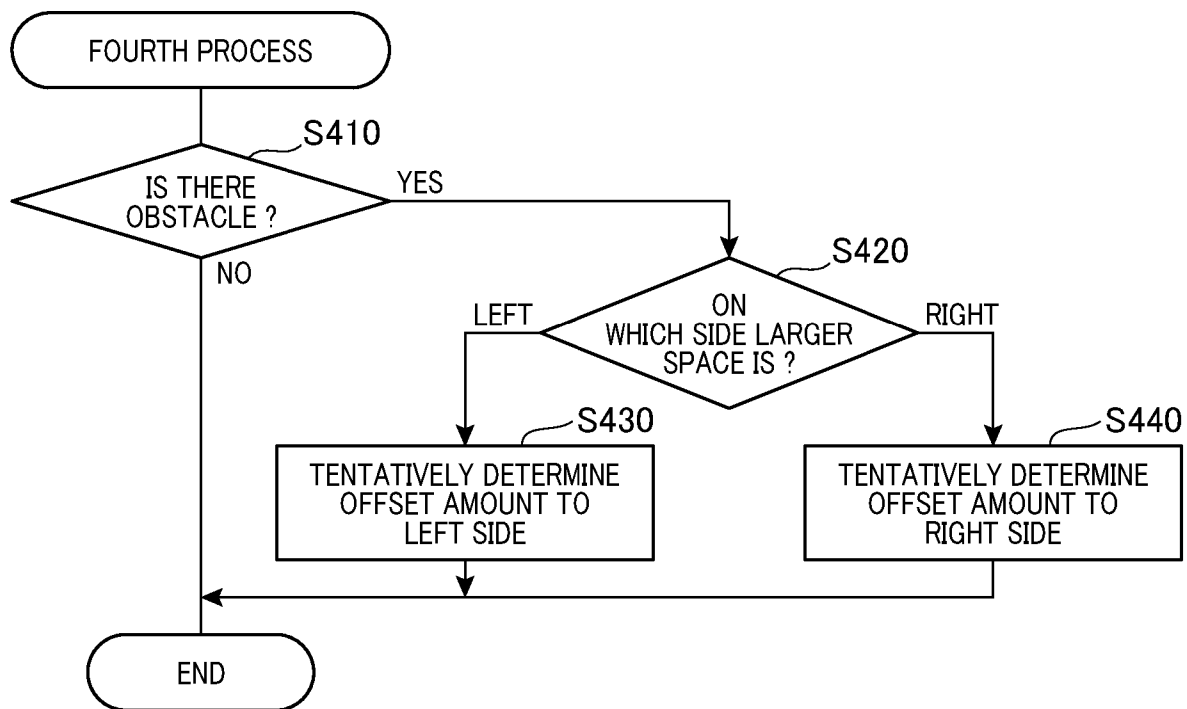 FOURTH PROCESS
S410
IS THERE
OBSTACLE ?
YES
NO
S420
ON
WHICH SIDE LARGER
SPACE IS ?
LEFT
RIGHT
S430
TENTATIVELY DETERMINE
OFFSET AMOUNT TO
LEFT SIDE
S440
TENTATIVELY DETERMINE
OFFSET AMOUNT TO
RIGHT SIDE
END